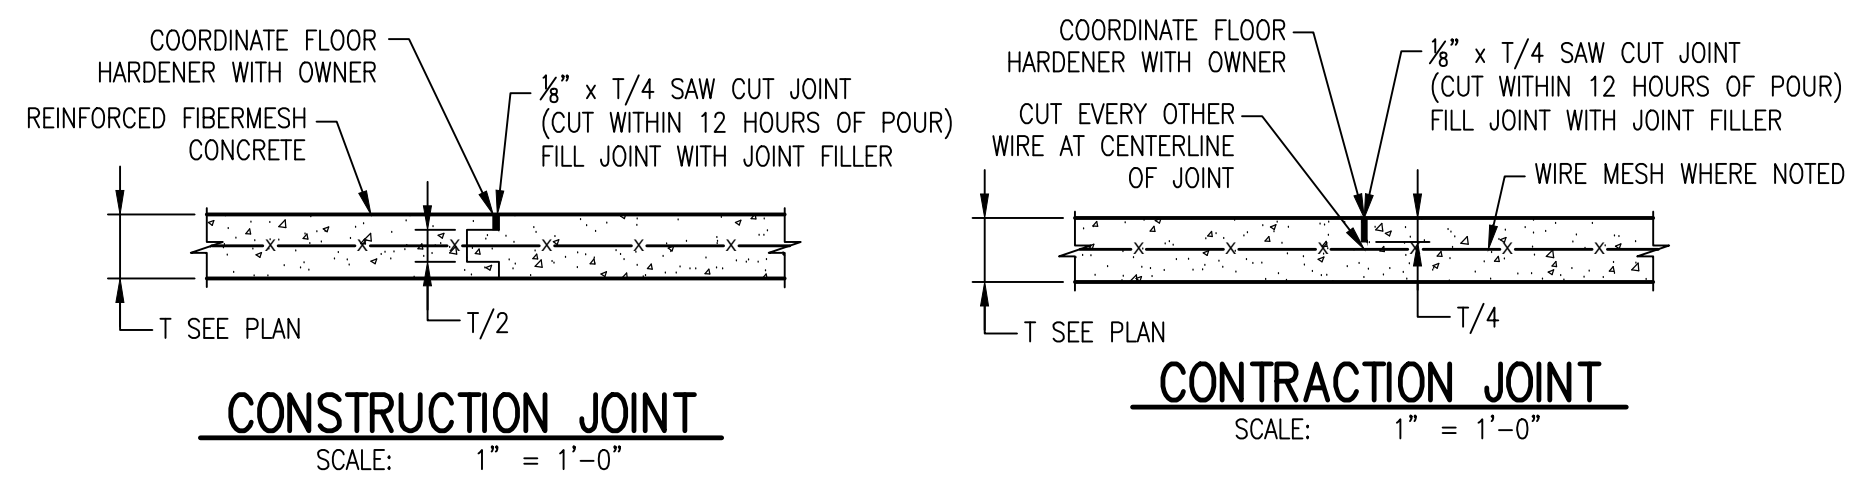 COORDINATE FLOOR
HARDENER WITH OWNER
⅛" x T/4 SAW CUT JOINT
(CUT WITHIN 12 HOURS OF POUR)
FILL JOINT WITH JOINT FILLER
REINFORCED FIBERMESH
CONCRETE
X X X X X X
T SEE PLAN
T/2
CONSTRUCTION JOINT
SCALE: 1" = 1'-0"
COORDINATE FLOOR
HARDENER WITH OWNER
⅛" x T/4 SAW CUT JOINT
(CUT WITHIN 12 HOURS OF POUR)
FILL JOINT WITH JOINT FILLER
CUT EVERY OTHER
WIRE AT CENTERLINE
OF JOINT
WIRE MESH WHERE NOTED
X X X X X X
T SEE PLAN
T/4
CONTRACTION JOINT
SCALE: 1" = 1'-0"